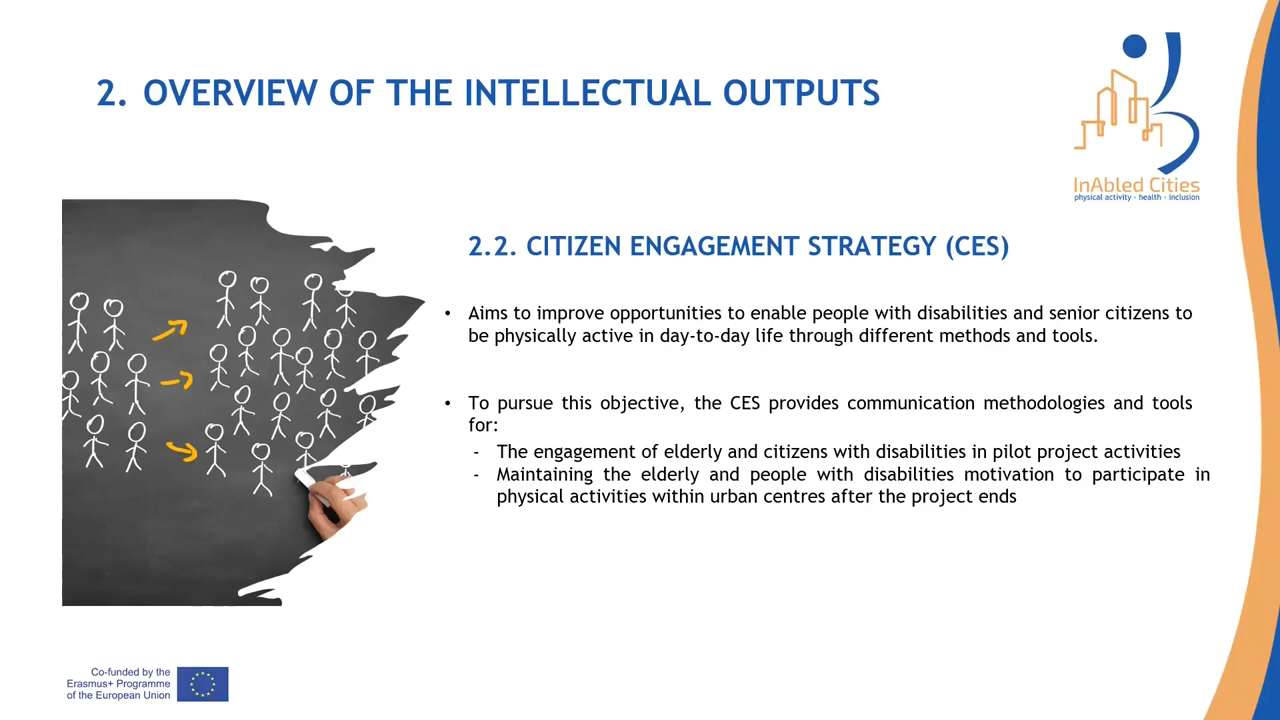 2. OVERVIEW OF THE INTELLECTUAL OUTPUTS
InAbled Cities
physical activity - health - inclusion
2.2. CITIZEN ENGAGEMENT STRATEGY (CES)
• Aims to improve opportunities to enable people with disabilities and senior citizens to
be physically active in day-to-day life through different methods and tools.
• To pursue this objective, the CES provides communication methodologies and tools
for:
- The engagement of elderly and citizens with disabilities in pilot project activities
- Maintaining the elderly and people with disabilities motivation to participate in
physical activities within urban centres after the project ends
Co-funded by the
Erasmus+ Programme
of the European Union